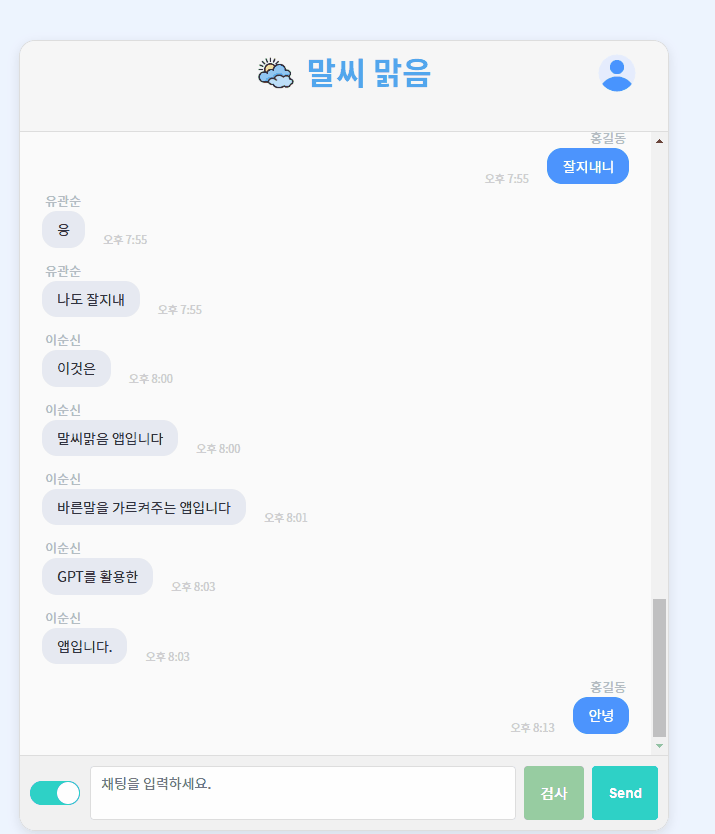 말씨 맑음
홍길동
잘지내니
오후 7:55
유관순
웅
오후 7:55
유관순
나도 잘지내
오후 7:55
이순신
이것은
오후 8:00
이순신
말씨맑음 앱입니다
오후 8:00
이순신
바른말을 가르켜주는 앱입니다
오후 8:01
이순신
GPT를 활용한
오후 8:03
이순신
앱입니다.
오후 8:03
홍길동
안녕
오후 8:13
채팅을 입력하세요.
검사
Send